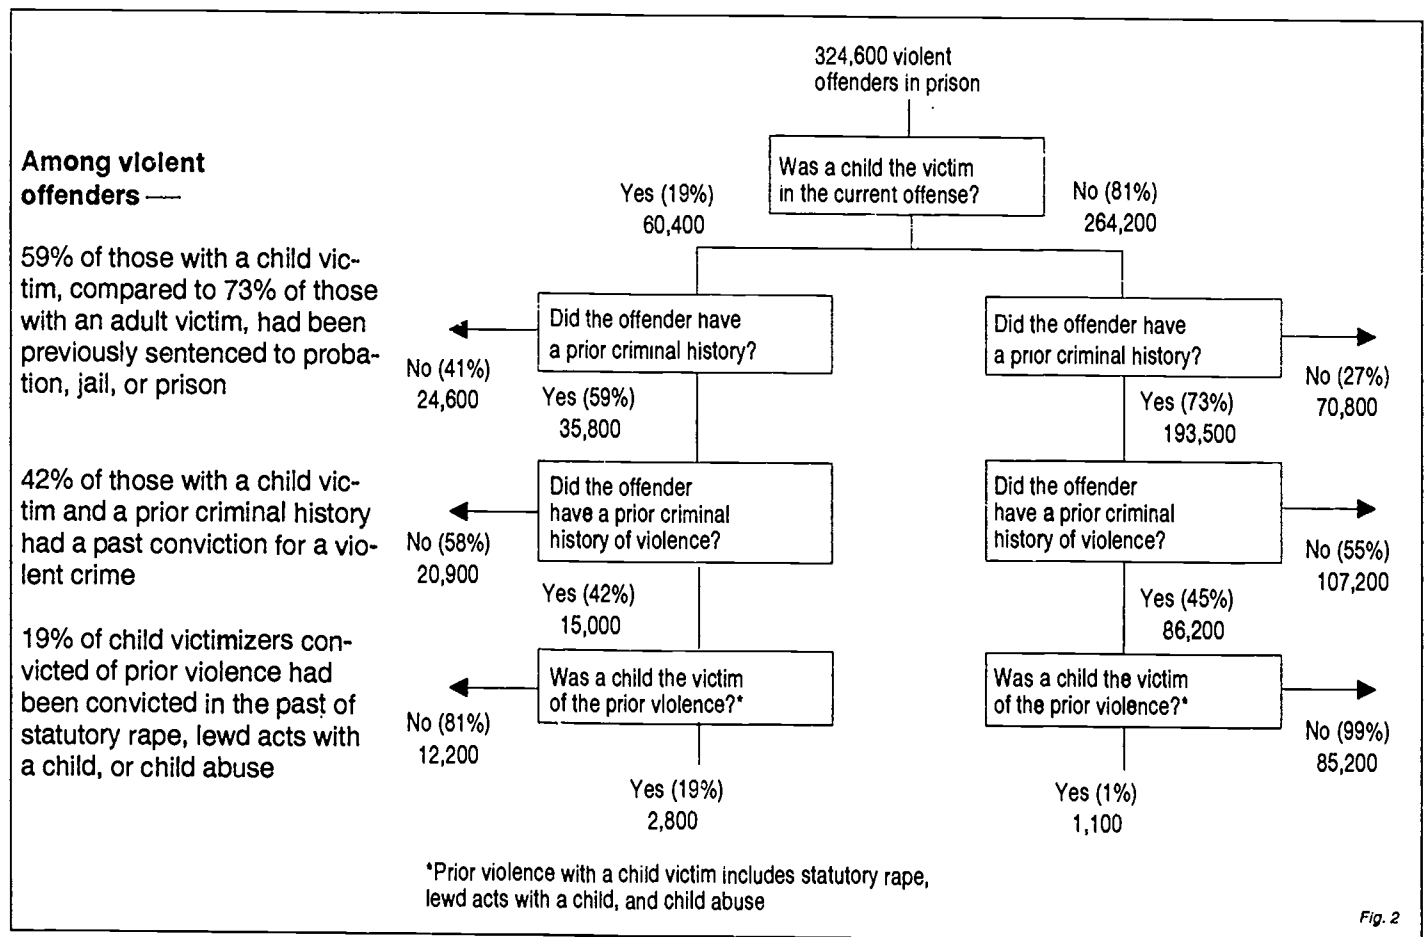 324,600 violent
offenders in prison
Among violent
offenders —
59% of those with a child vic-
tim, compared to 73% of those
with an adult victim, had been
previously sentenced to proba-
tion, jail, or prison
42% of those with a child vic-
tim and a prior criminal history
had a past conviction for a vio-
lent crime
19% of child victimizers con-
victed of prior violence had
been convicted in the past of
statutory rape, lewd acts with
a child, or child abuse
Was a child the victim
in the current offense?
Yes (19%)
60,400
No (81%)
264,200
Did the offender have
a prior criminal history?
No (41%)
24,600
Yes (59%)
35,800
Did the offender have
a prior criminal history?
No (27%)
70,800
Yes (73%)
193,500
Did the offender
have a prior criminal
history of violence?
No (58%)
20,900
Yes (42%)
15,000
Did the offender
have a prior criminal
history of violence?
No (55%)
107,200
Yes (45%)
86,200
Was a child the victim
of the prior violence?*
No (81%)
12,200
Yes (19%)
2,800
Was a child the victim
of the prior violence?*
No (99%)
85,200
Yes (1%)
1,100
*Prior violence with a child victim includes statutory rape,
lewd acts with a child, and child abuse
Fig. 2